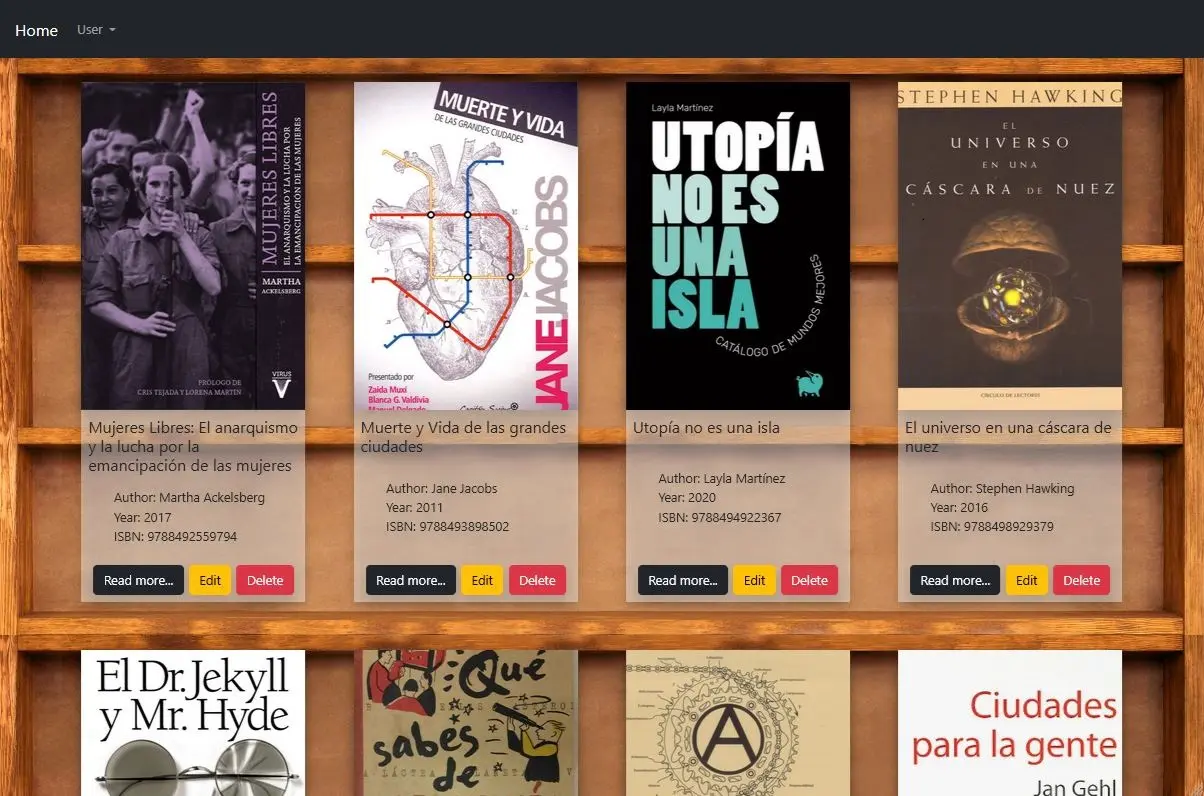 Home
User
MUJERES LIBRES
EL ANARQUISMO Y LA LUCHA POR
LA EMANCIPACIÓN DE LAS MUJERES
MARTHA
ACKELSBERG
PRÓLOGO DE
CRIS TEJADA Y LORENA MARTÍN
VIRUS
MUERTE Y VIDA
DE LAS GRANDES CIUDADES
JANE JACOBS
Presentado por
Zaida Muxí
Blanca G. Valdivia
Manuel Delgado
Layla Martínez
UTOPÍA
NO ES
UNA
ISLA
CATÁLOGO DE MUNDOS MEJORES
STEPHEN HAWKING
EL
UNIVERSO
EN UNA
CÁSCARA DE NUEZ
CÍRCULO DE LECTORES
Mujeres Libres: El anarquismo
y la lucha por la
emancipación de las mujeres
Author: Martha Ackelsberg
Year: 2017
ISBN: 9788492559794
Read more...
Edit
Delete
Muerte y Vida de las grandes
ciudades
Author: Jane Jacobs
Year: 2011
ISBN: 9788493898502
Read more...
Edit
Delete
Utopía no es una isla
Author: Layla Martínez
Year: 2020
ISBN: 9788494922367
Read more...
Edit
Delete
El universo en una cáscara de
nuez
Author: Stephen Hawking
Year: 2016
ISBN: 9788498929379
Read more...
Edit
Delete
El Dr. Jekyll
y Mr. Hyde
¿Qué
sabes
de
A
Ciudades
para la gente
Jan Gehl